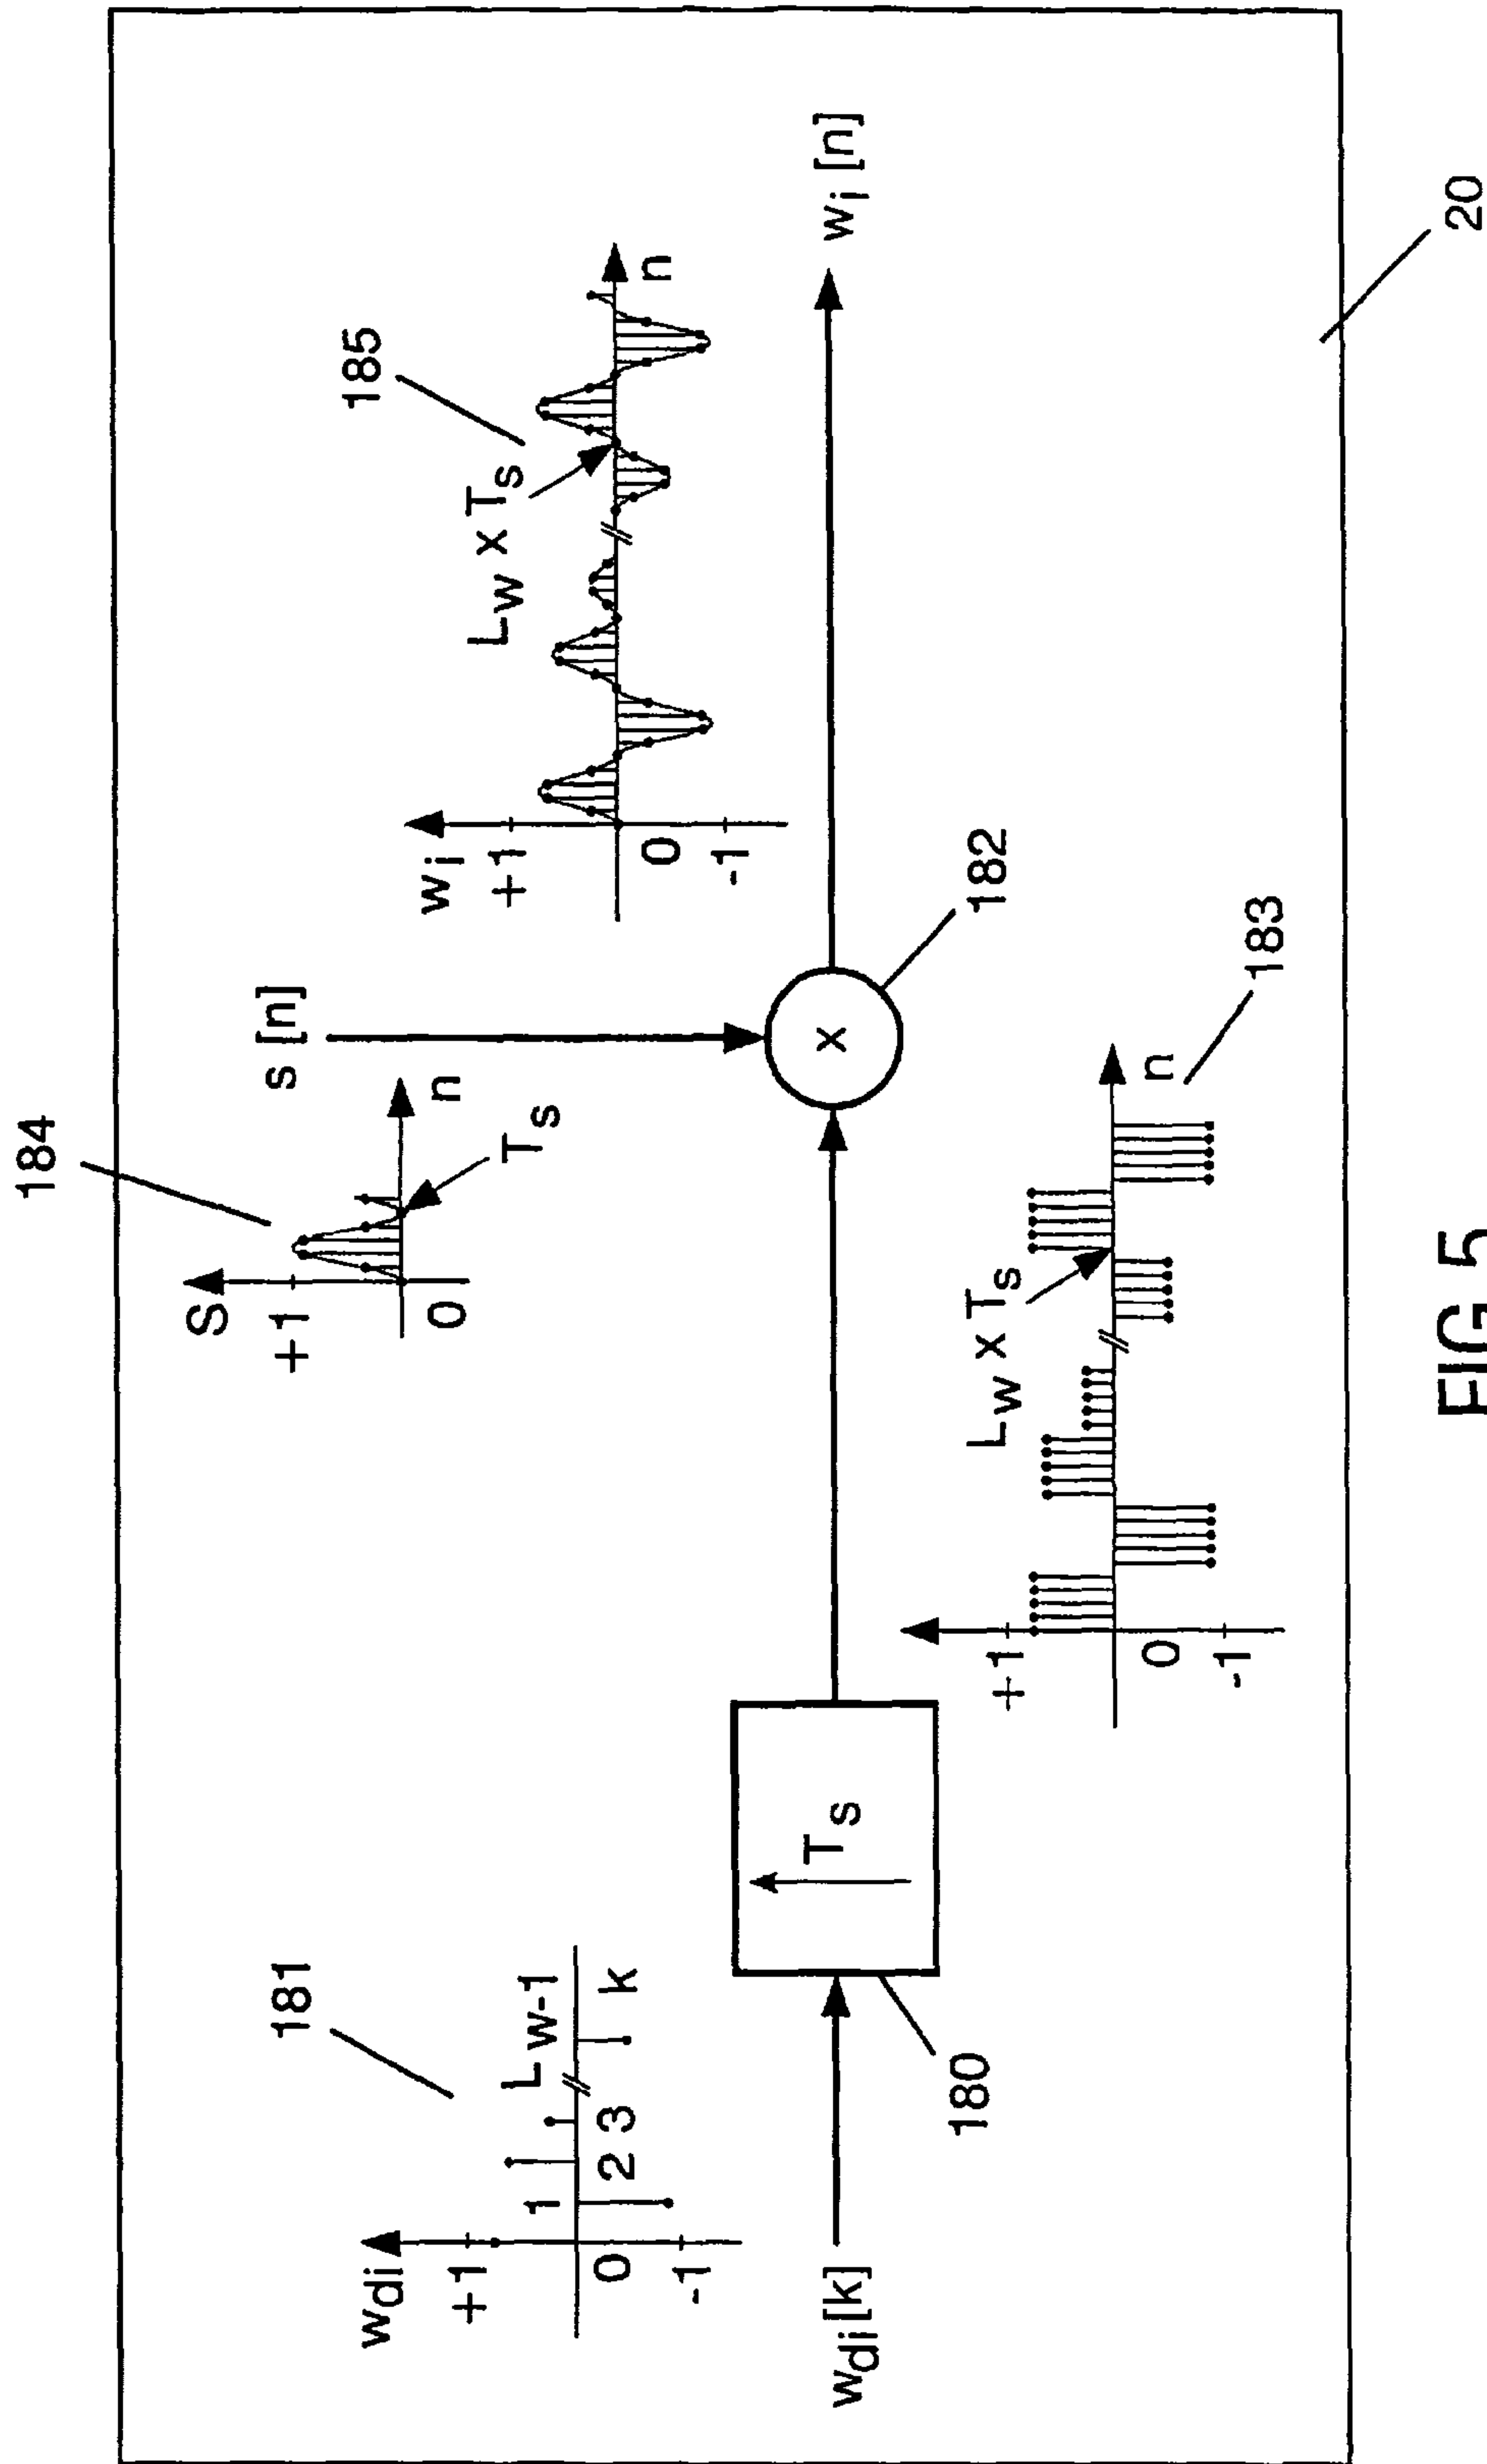 184
s [n]
S
+1
0
n
T_s
185
w_i
+1
0
-1
L_w x T_s
n
181
w_di
+1
0
-1
1
2 3
L_w-1
k
w_di[k]
T_s
180
x
182
w_i [n]
+1
0
-1
L_w x T_s
n
183
20
FIG 5